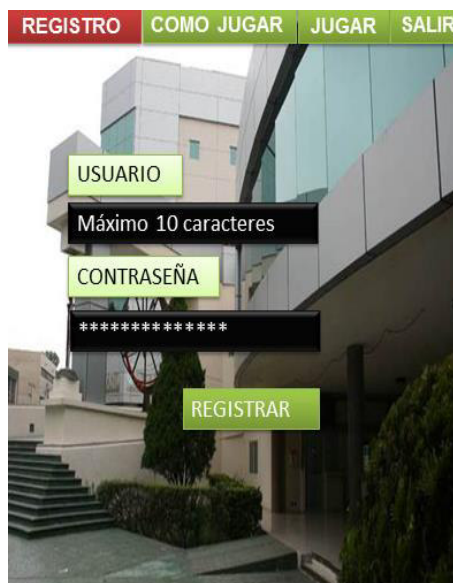 REGISTRO COMO JUGAR JUGAR SALIR
USUARIO
Máximo 10 caracteres
CONTRASEÑA
**************
REGISTRAR